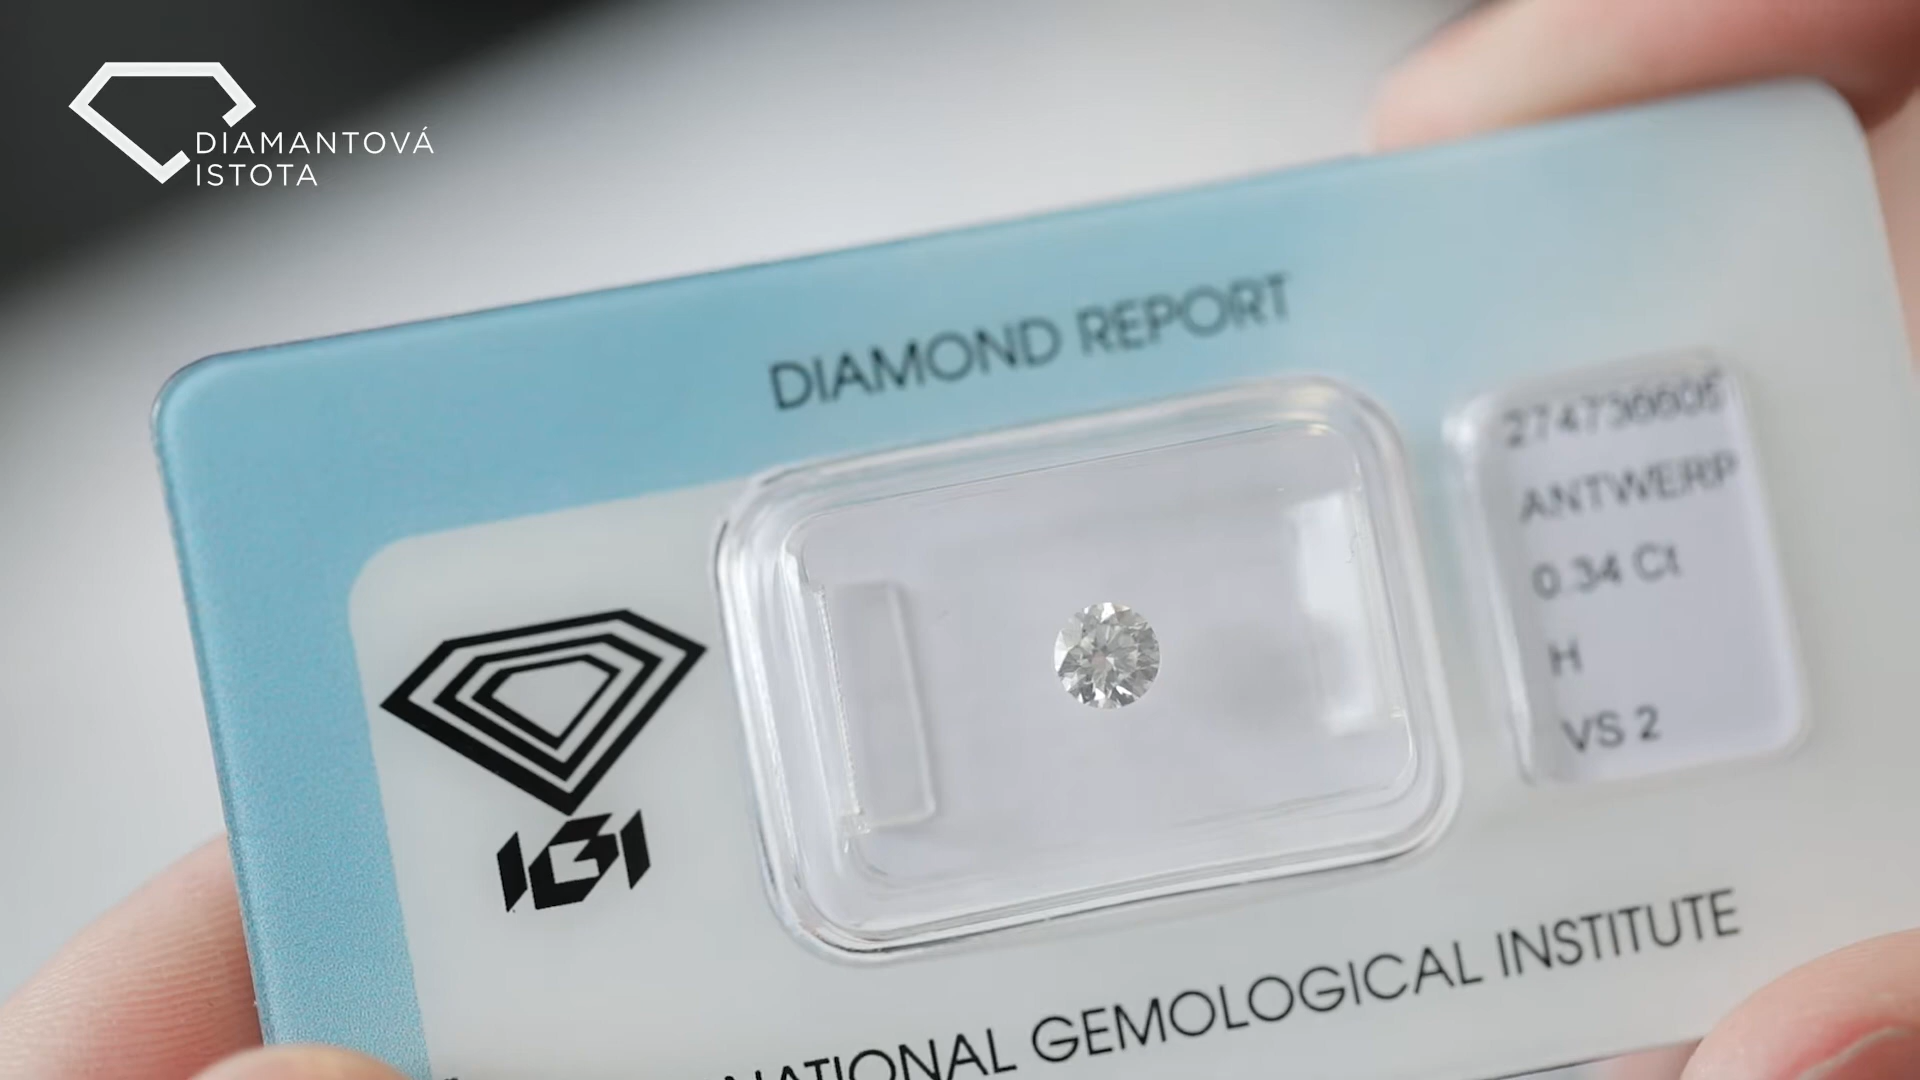 DIAMANTOVÁ
ISTOTA
DIAMOND REPORT
ANTWERP
0.34 Ct
H
VS 2
IGI
NATIONAL GEMOLOGICAL INSTITUTE